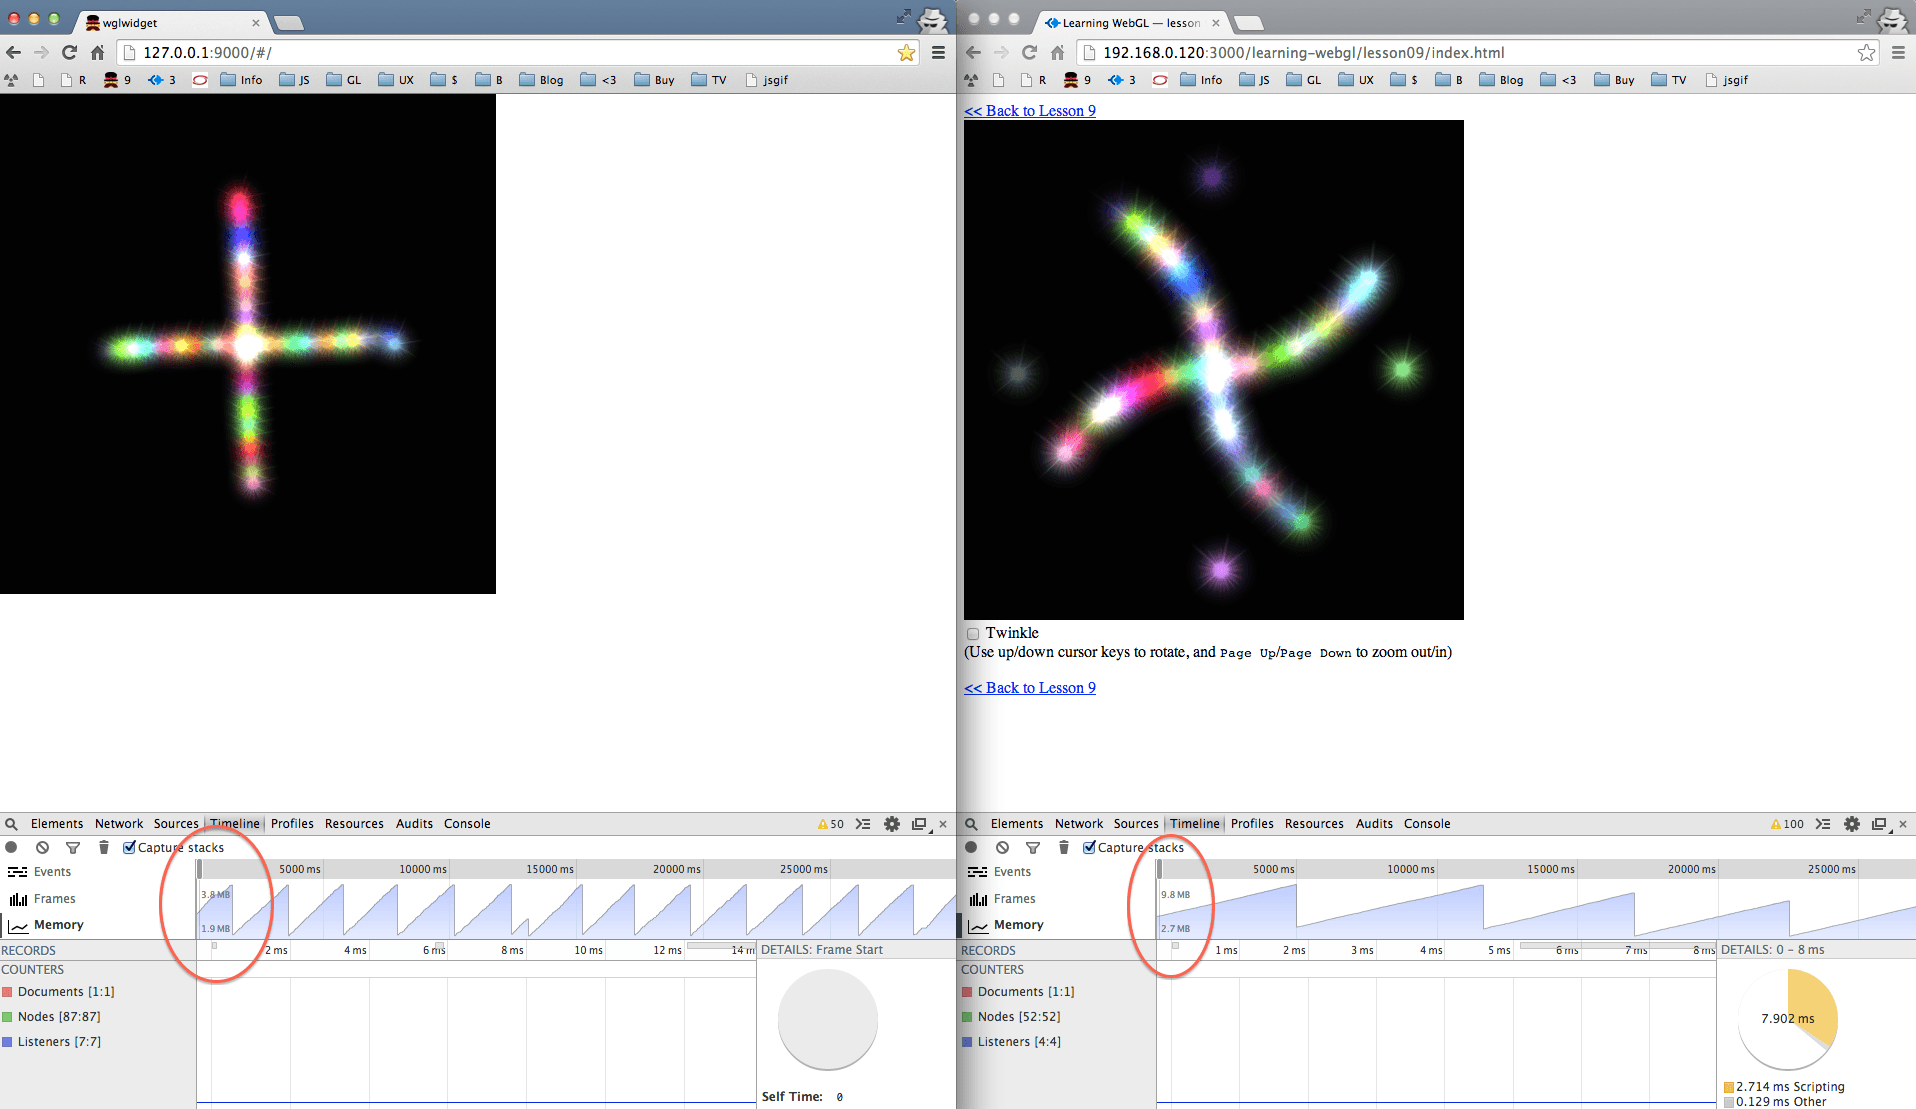 wglwidget
127.0.0.1:9000/#/
R 9 3 Info JS GL UX $ B Blog <3 Buy TV jsgif
Elements Network Sources Timeline Profiles Resources Audits Console 50
Capture stacks
Events
Frames
Memory
5000 ms 10000 ms 15000 ms 20000 ms 25000 ms
3.8 MB
1.9 MB
RECORDS
2 ms 4 ms 6 ms 8 ms 10 ms 12 ms 14 m
DETAILS: Frame Start
COUNTERS
Documents [1:1]
Nodes [87:87]
Listeners [7:7]
Self Time: 0
Learning WebGL — lesson
192.168.0.120:3000/learning-webgl/lesson09/index.html
R 9 3 Info JS GL UX $ B Blog <3 Buy TV jsgif
<< Back to Lesson 9
Twinkle
(Use up/down cursor keys to rotate, and Page Up/Page Down to zoom out/in)
<< Back to Lesson 9
Elements Network Sources Timeline Profiles Resources Audits Console 100
Capture stacks
Events
Frames
Memory
5000 ms 10000 ms 15000 ms 20000 ms 25000 ms
9.8 MB
2.7 MB
RECORDS
1 ms 2 ms 3 ms 4 ms 5 ms 6 ms 7 ms 8 ms
DETAILS: 0 – 8 ms
COUNTERS
Documents [1:1]
Nodes [52:52]
Listeners [4:4]
7.902 ms
2.714 ms Scripting
0.129 ms Other